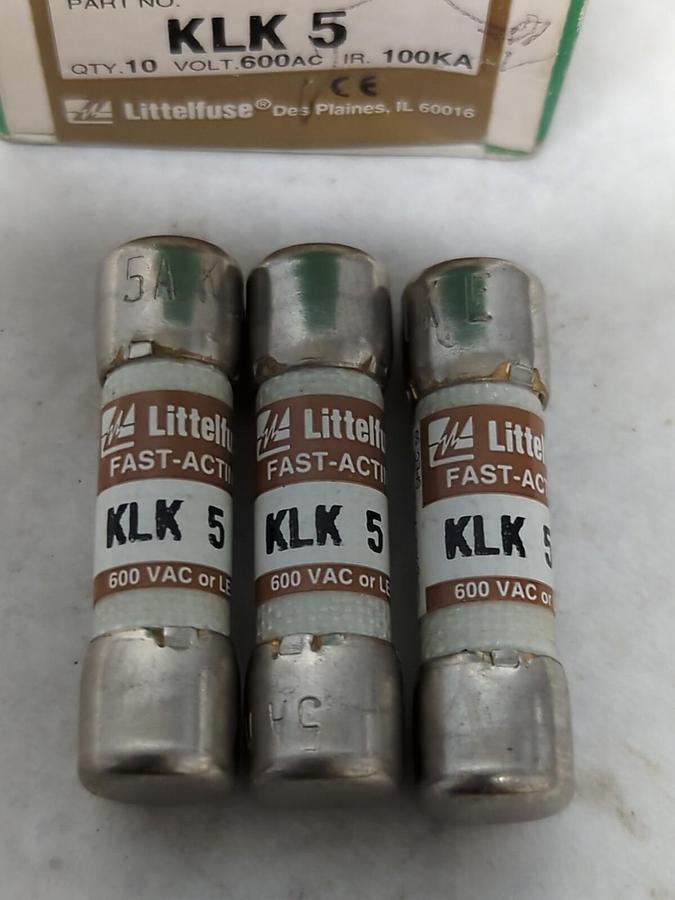 PART NO.
KLK 5
QTY.10 VOLT.600AC IR. 100KA
CE
Littelfuse® Des Plaines, IL 60016
5A K
E
Littelfu
FAST-ACTI
KLK 5
600 VAC or LE
Littelfu
FAST-ACTI
KLK 5
600 VAC or LE
5A
Littel
FAST-AC
KLK 5
600 VAC or